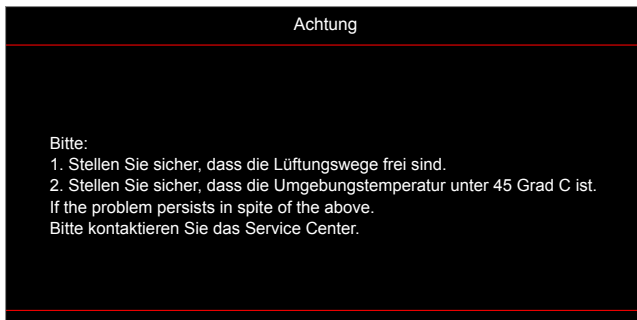 Achtung
Bitte:
1. Stellen Sie sicher, dass die Lüftungswege frei sind.
2. Stellen Sie sicher, dass die Umgebungstemperatur unter 45 Grad C ist.
If the problem persists in spite of the above.
Bitte kontaktieren Sie das Service Center.